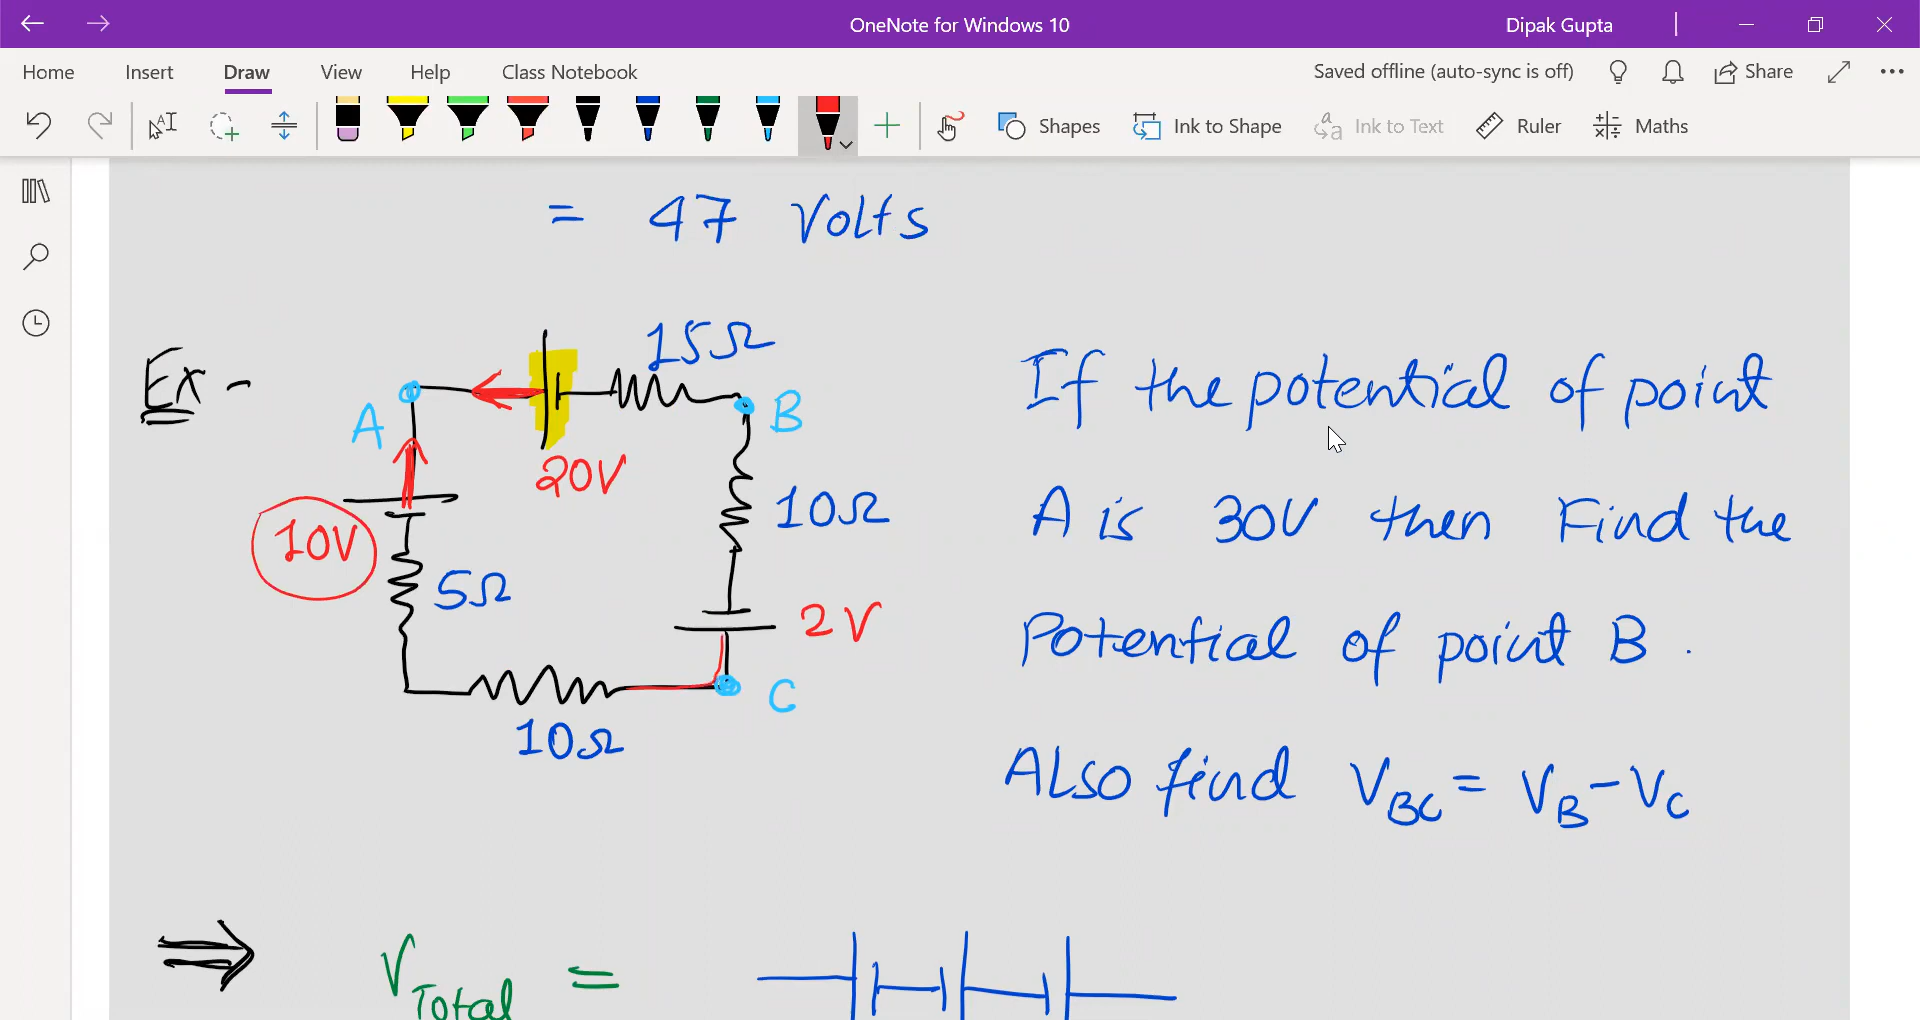 OneNote for Windows 10
Dipak Gupta
Home Insert Draw View Help Class Notebook
Saved offline (auto-sync is off) Share
Shapes Ink to Shape Ink to Text Ruler Maths
= 47 Volts
Ex -
15Ω
A
B
20V
10V
10Ω
5Ω
2V
C
10Ω
If the potential of point
A is 30V then Find the
Potential of point B .
ALso find V_BC = V_B - V_C
⇒ V_Total =